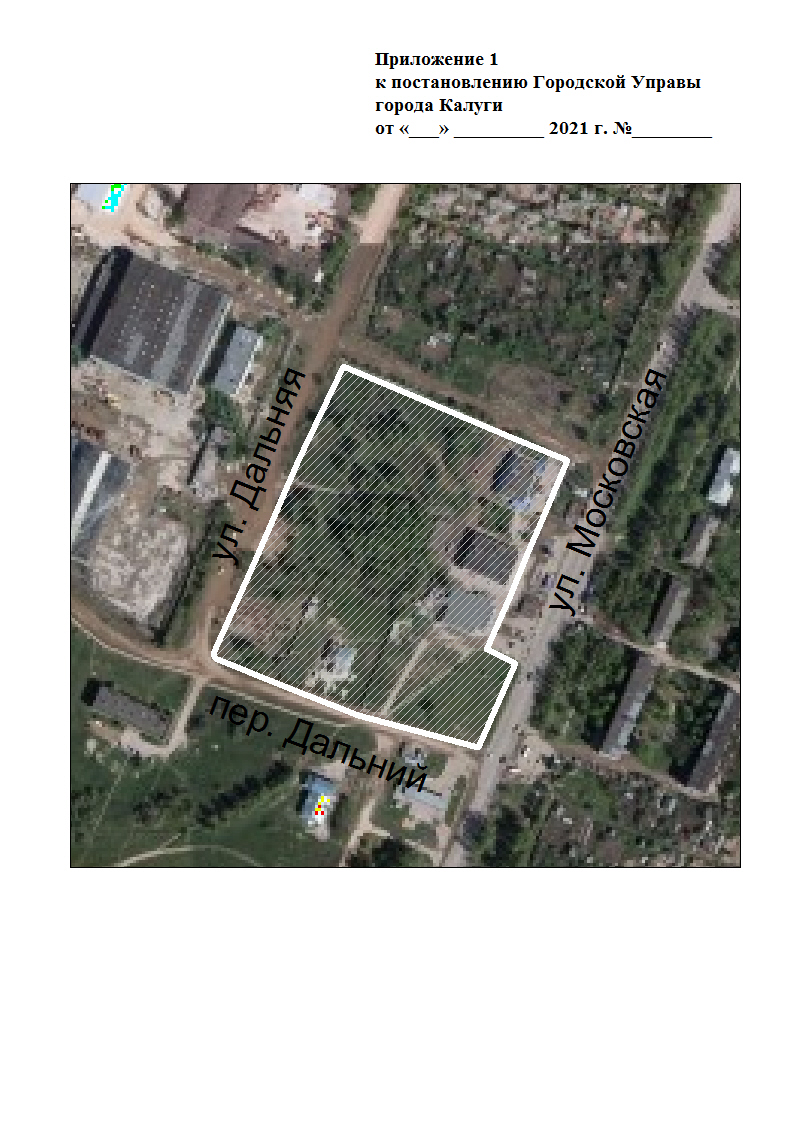 Приложение 1
к постановлению Городской Управы
города Калуги
от «___» __________ 2021 г. №_________
ул. Дальняя
ул. Московская
пер. Дальний